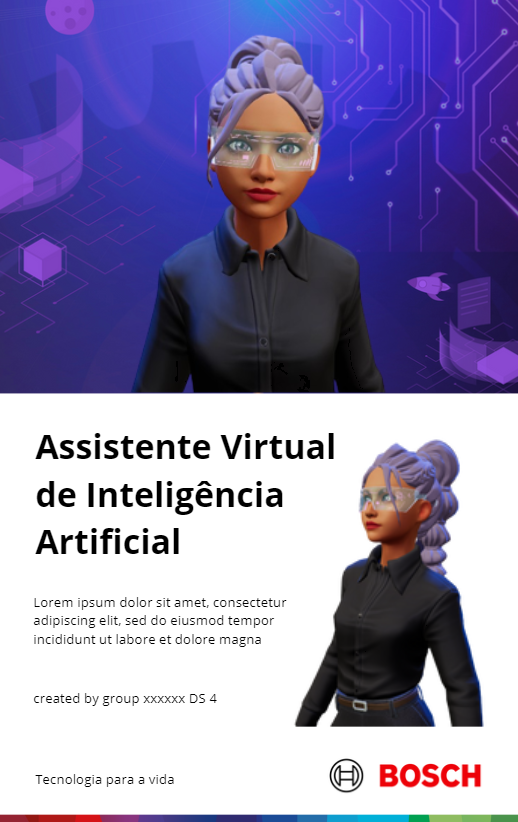 Assistente Virtual
de Inteligência
Artificial
Lorem ipsum dolor sit amet, consectetur
adipiscing elit, sed do eiusmod tempor
incididunt ut labore et dolore magna
created by group xxxxxx DS 4
Tecnologia para a vida
BOSCH